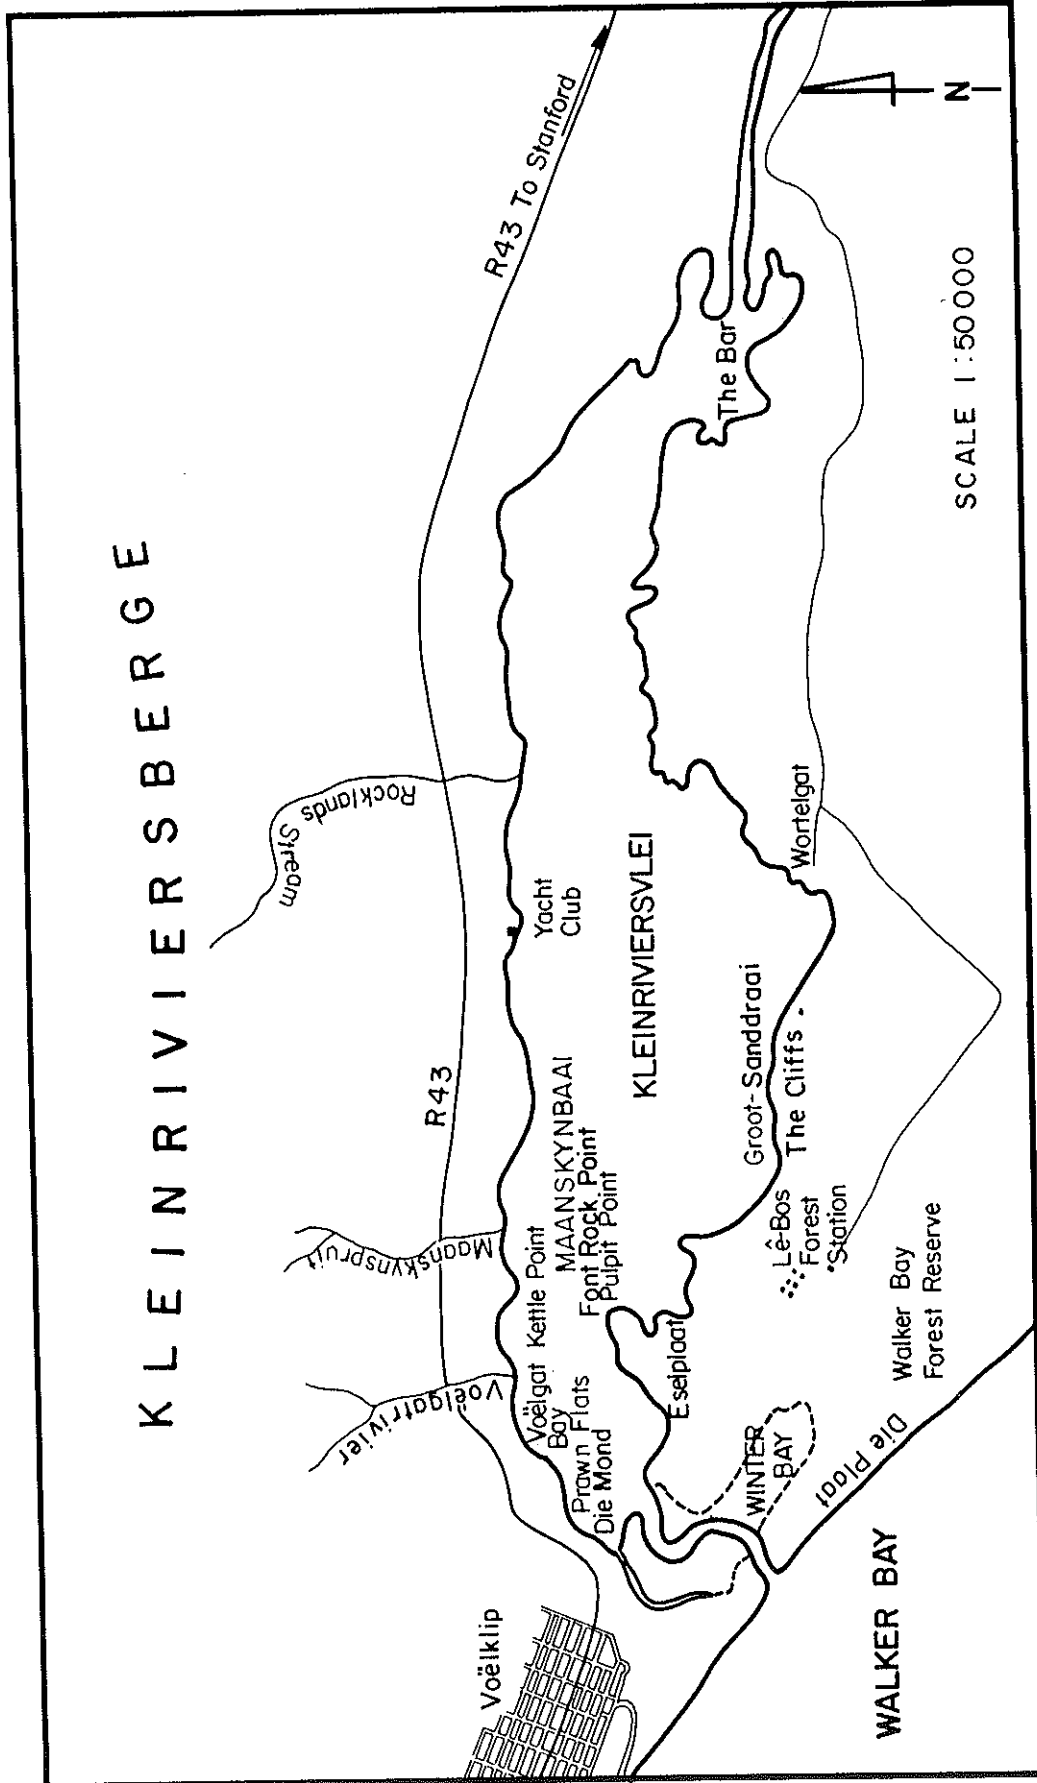 KLEINRIVIERSBERGE
R43 To Stanford
Rocklands Syream
R43
Maanskynspruit
Voëlgatrivier
Voëlklip
Yacht
Club
MAANSKYNBAAI
Font Rock Point
Pulpit Point
Kettle Point
Voëlgat
Bay
Prawn Flats
Die Mond
KLEINRIVIERSVLEI
The Bar
Eselplaat
Groot-Sanddraai
The Cliffs
Wortelgat
WINTER
BAY
Lê-Bos
Forest
Station
Walker Bay
Forest Reserve
Die Plaat
WALKER BAY
SCALE 1:50000
N